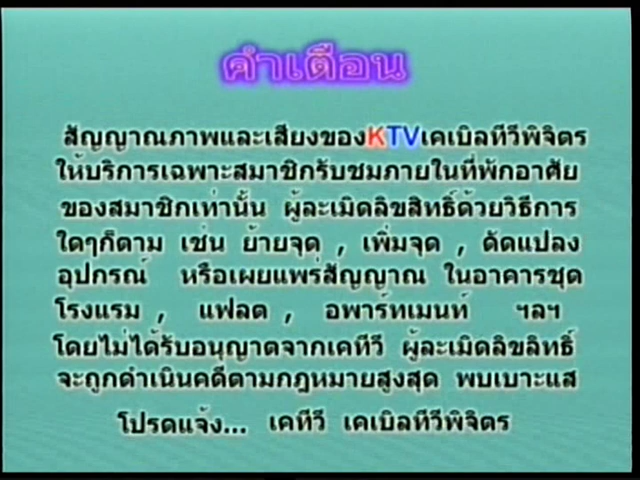 คำเตือน
สัญญาณภาพและเสียงของKTVเคเบิลทีวีพิจิตร
ให้บริการเฉพาะสมาชิกรับชมภายในที่พักอาศัย
ของสมาชิกเท่านั้น ผู้ละเมิดลิขสิทธิ์ด้วยวิธีการ
ใดๆก็ตาม เช่น ย้ายจุด , เพิ่มจุด , ดัดแปลง
อุปกรณ์ หรือเผยแพร่สัญญาณ ในอาคารชุด
โรงแรม , แฟลต , อพาร์ทเมนท์ ฯลฯ
โดยไม่ได้รับอนุญาตจากเคทีวี ผู้ละเมิดลิขลิทธิ์
จะถูกดำเนินคดีตามกฎหมายสูงสุด พบเบาะแส
โปรดแจ้ง... เคทีวี เคเบิลทีวีพิจิตร